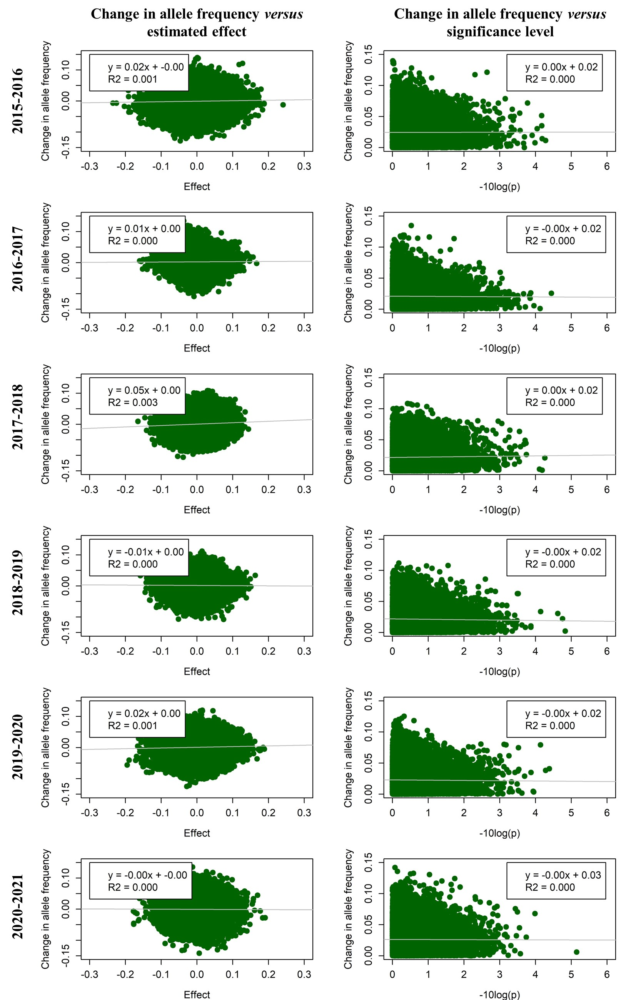 Change in allele frequency versus
estimated effect
Change in allele frequency versus
significance level
2015-2016
Change in allele frequency
-0.15 0.00 0.10
y = 0.02x + -0.00
R2 = 0.001
-0.3 -0.2 -0.1 0.0 0.1 0.2 0.3
Effect
Change in allele frequency
0.00 0.05 0.10 0.15
y = 0.00x + 0.02
R2 = 0.000
0 1 2 3 4 5 6
-10log(p)
2016-2017
Change in allele frequency
-0.15 0.00 0.10
y = 0.01x + 0.00
R2 = 0.000
-0.3 -0.2 -0.1 0.0 0.1 0.2 0.3
Effect
Change in allele frequency
0.00 0.05 0.10 0.15
y = -0.00x + 0.02
R2 = 0.000
0 1 2 3 4 5 6
-10log(p)
2017-2018
Change in allele frequency
-0.15 0.00 0.10
y = 0.05x + 0.00
R2 = 0.003
-0.3 -0.2 -0.1 0.0 0.1 0.2 0.3
Effect
Change in allele frequency
0.00 0.05 0.10 0.15
y = 0.00x + 0.02
R2 = 0.000
0 1 2 3 4 5 6
-10log(p)
2018-2019
Change in allele frequency
-0.15 0.00 0.10
y = -0.01x + 0.00
R2 = 0.000
-0.3 -0.2 -0.1 0.0 0.1 0.2 0.3
Effect
Change in allele frequency
0.00 0.05 0.10 0.15
y = -0.00x + 0.02
R2 = 0.000
0 1 2 3 4 5 6
-10log(p)
2019-2020
Change in allele frequency
-0.15 0.00 0.10
y = 0.02x + 0.00
R2 = 0.001
-0.3 -0.2 -0.1 0.0 0.1 0.2 0.3
Effect
Change in allele frequency
0.00 0.05 0.10 0.15
y = -0.00x + 0.02
R2 = 0.000
0 1 2 3 4 5 6
-10log(p)
2020-2021
Change in allele frequency
-0.15 0.00 0.10
y = -0.00x + -0.00
R2 = 0.000
-0.3 -0.2 -0.1 0.0 0.1 0.2 0.3
Effect
Change in allele frequency
0.00 0.05 0.10 0.15
y = -0.00x + 0.03
R2 = 0.000
0 1 2 3 4 5 6
-10log(p)